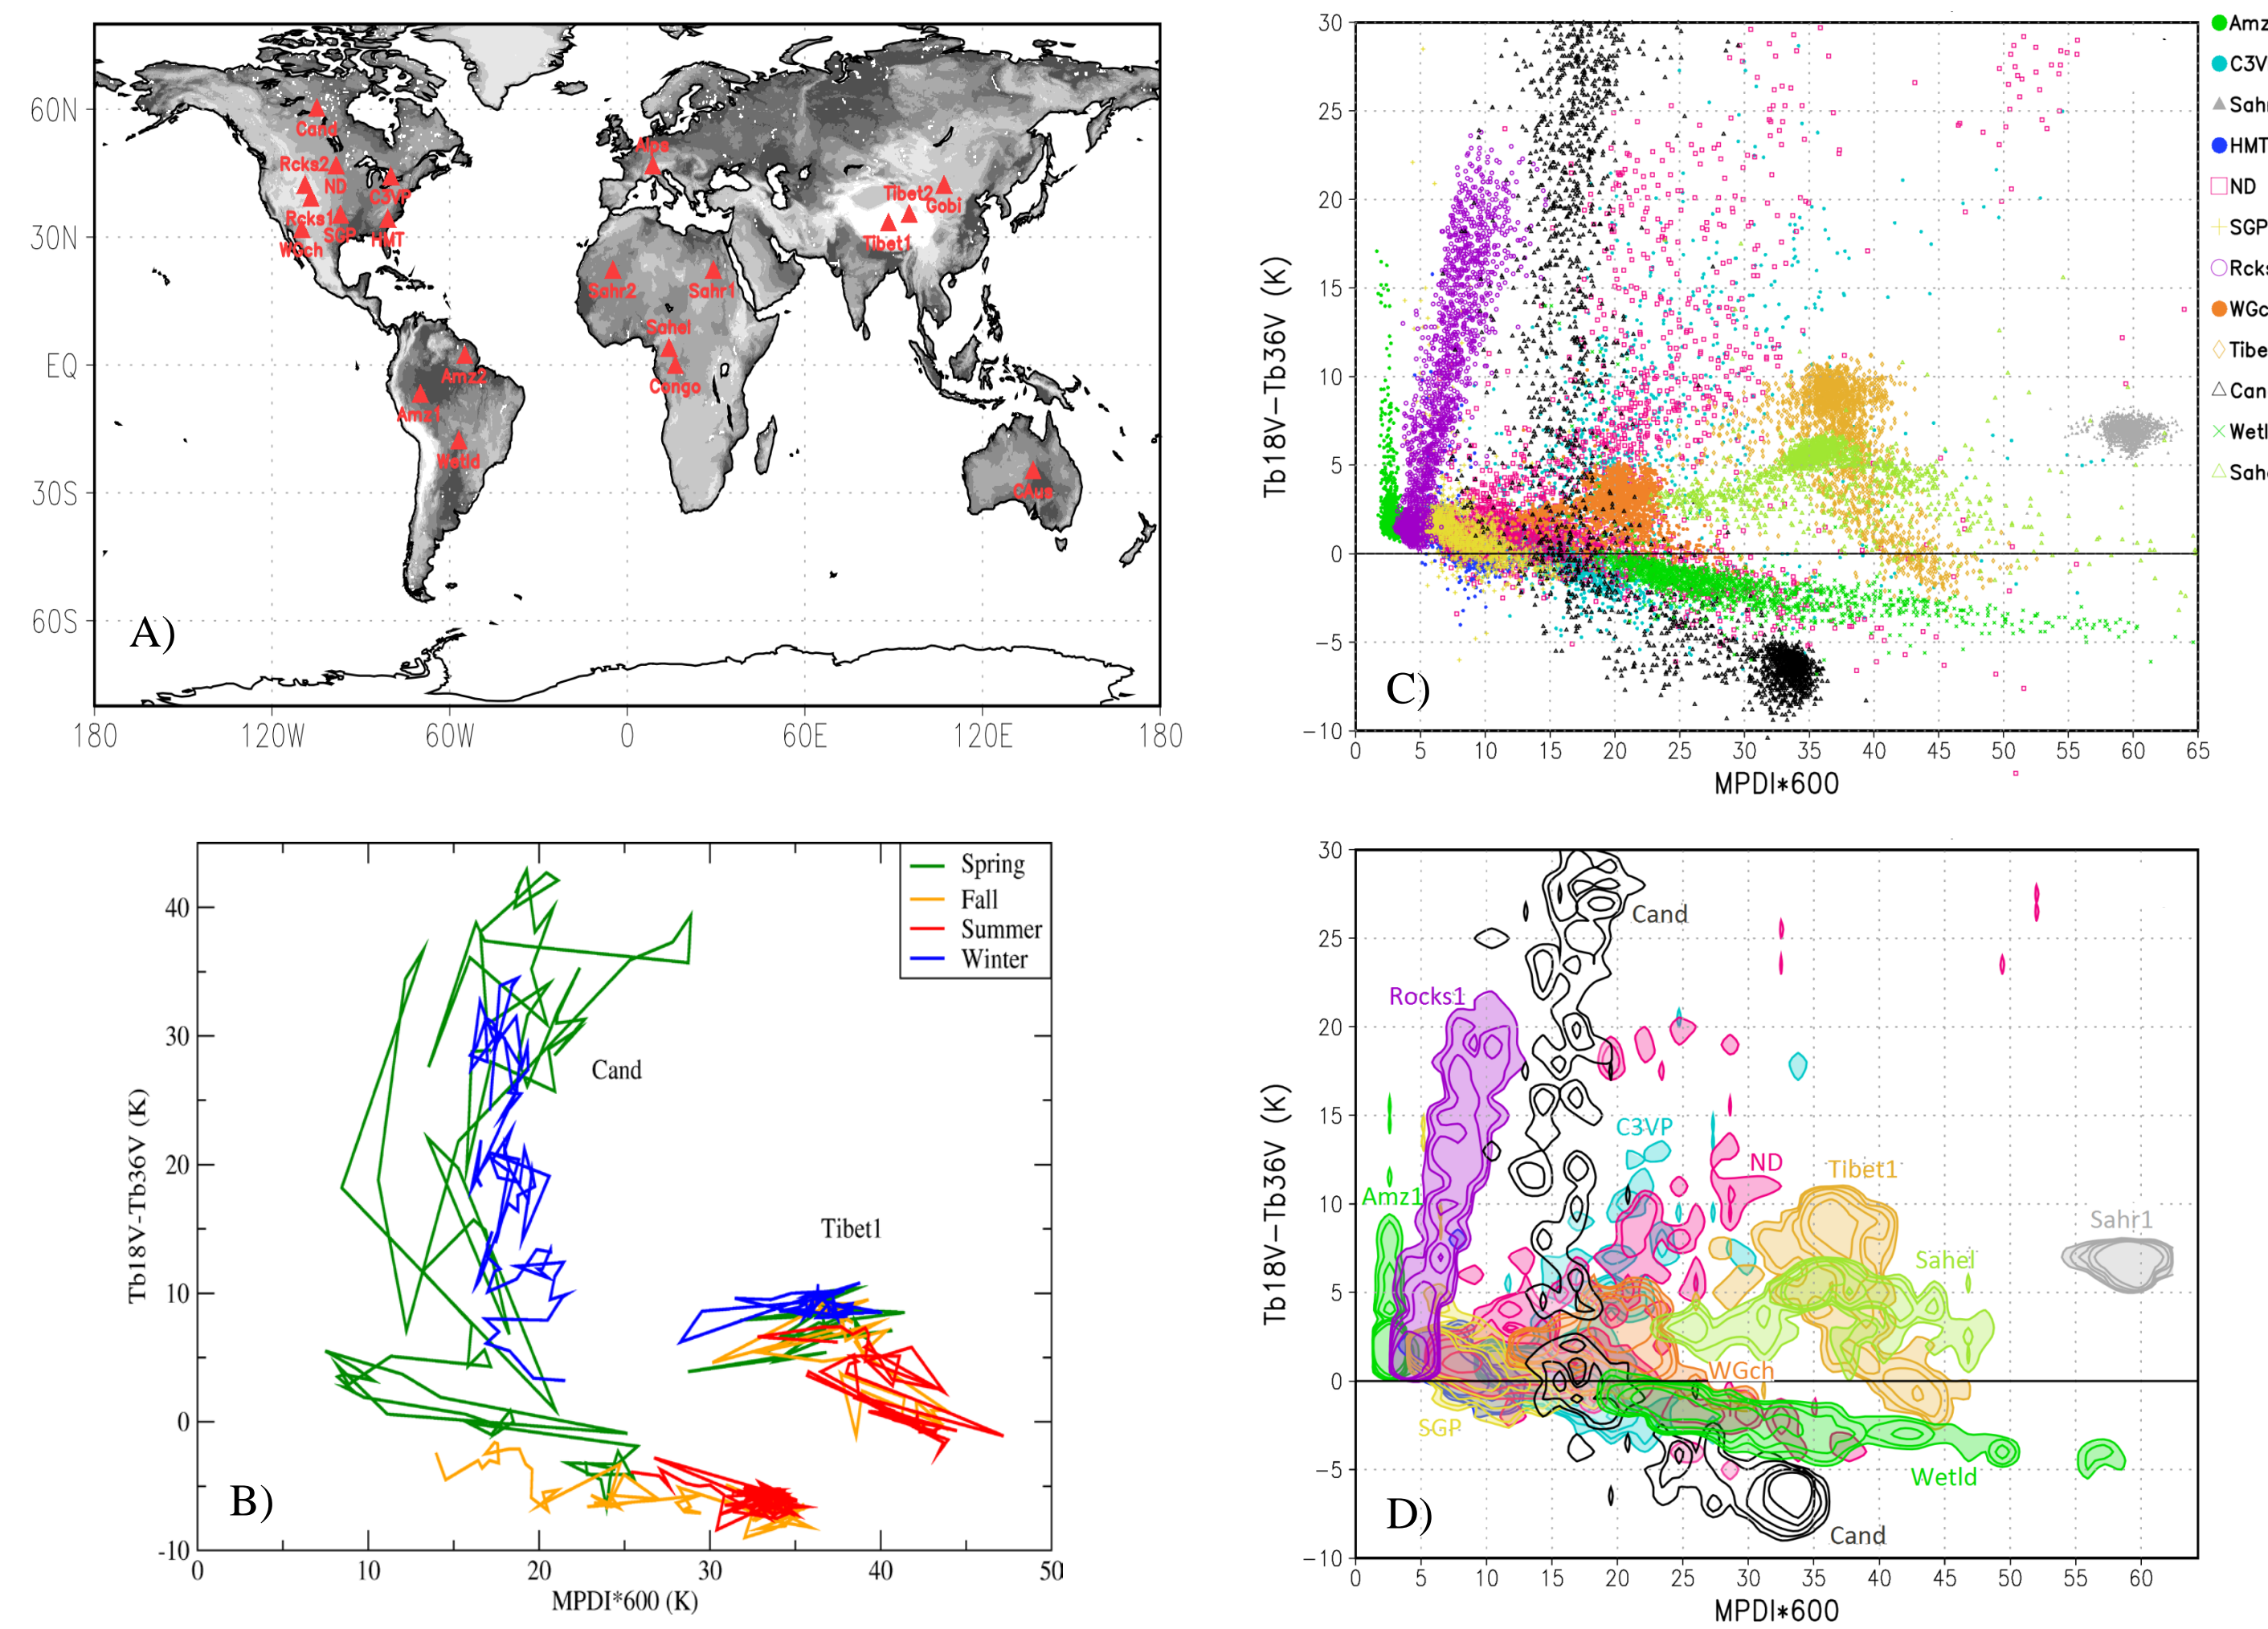 60N
30N
EQ
30S
60S
180
120W
60W
0
60E
120E
180
Cand
Rcks2
ND
C3VP
Rcks1
SGP
HMT
WGch
Alps
Tibet2
Gobi
Tibet1
Sahr2
Sahr1
Sahel
Congo
Amz2
Amz1
Wetld
CAus
A)
30
25
20
15
10
5
0
−5
−10
Tb18V−Tb36V (K)
C)
0 5 10 15 20 25 30 35 40 45 50 55 60 65
MPDI*600
Amz
C3V
Sahr
HMT
ND
SGP
Rcks
WGc
Tibe
Can
Wetl
Sah
40
30
20
10
0
-10
Tb18V-Tb36V (K)
Spring
Fall
Summer
Winter
Cand
Tibet1
B)
0 10 20 30 40 50
MPDI*600 (K)
30
25
20
15
10
5
0
−5
−10
Tb18V−Tb36V (K)
Cand
Rocks1
C3VP
ND
Tibet1
Amz1
Sahr1
Sahel
WGch
SGP
Wetld
Cand
D)
0 5 10 15 20 25 30 35 40 45 50 55 60
MPDI*600